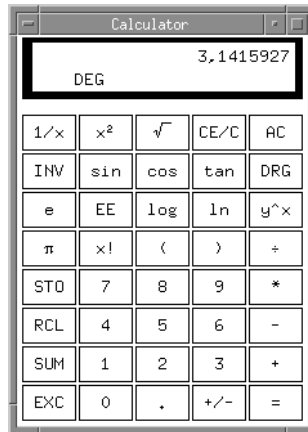 Calculator
3,1415927
DEG
1/x x² √ CE/C AC
INV sin cos tan DRG
e EE log ln y^x
π x! ( ) ÷
STO 7 8 9 *
RCL 4 5 6 -
SUM 1 2 3 +
EXC 0 . +/- =